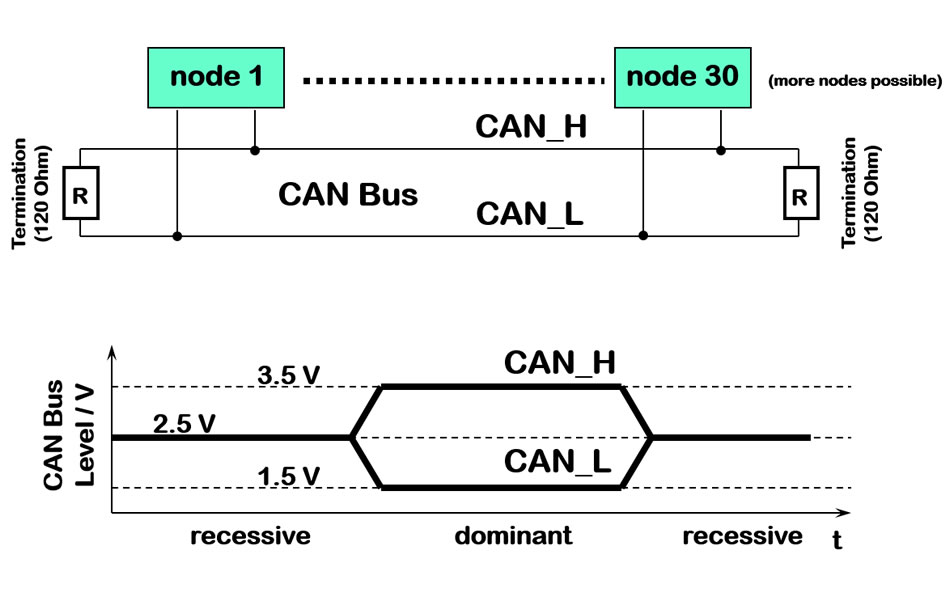 node 1
node 30
(more nodes possible)
CAN_H
Termination
(120 Ohm)
R
CAN Bus
CAN_L
R
Termination
(120 Ohm)
CAN Bus
Level / V
3.5 V
CAN_H
2.5 V
CAN_L
1.5 V
recessive
dominant
recessive
t